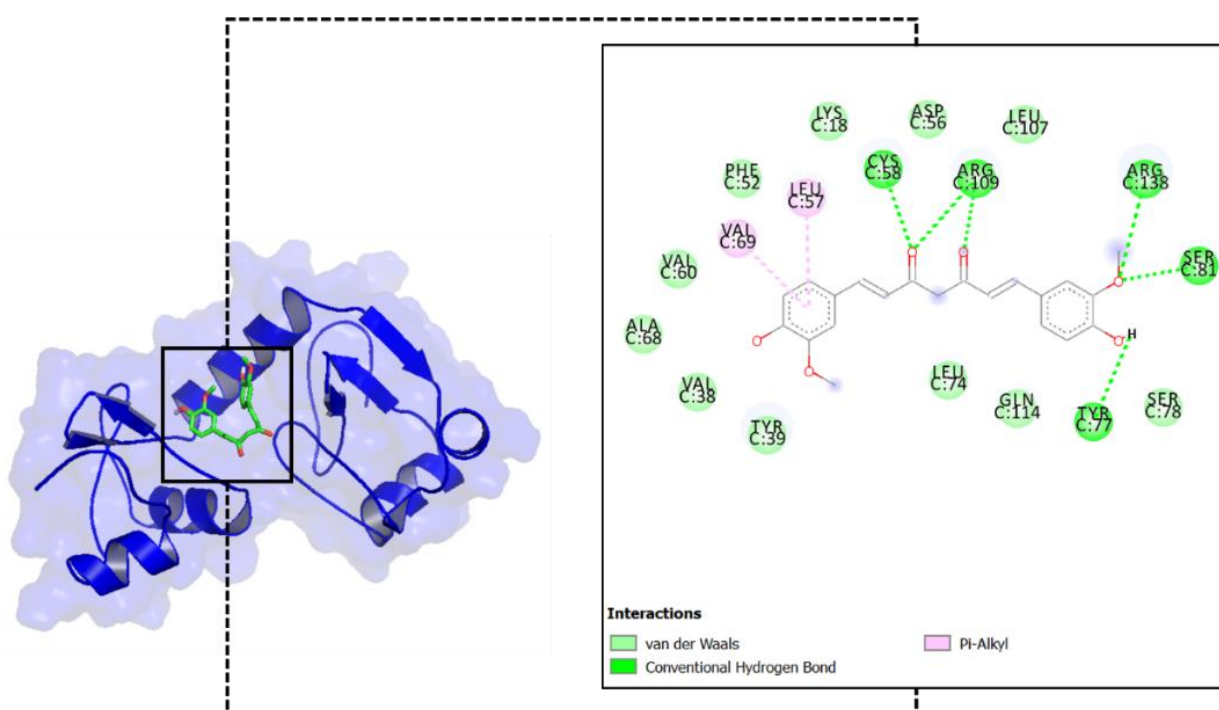 LYS
C:18
ASP
C:56
LEU
C:107
CYS
C:58
ARG
C:109
ARG
C:138
PHE
C:52
LEU
C:57
VAL
C:69
VAL
C:60
SER
C:81
ALA
C:68
H
VAL
C:38
LEU
C:74
GLN
C:114
TYR
C:77
SER
C:78
TYR
C:39
O
O
O
O
O
O
Interactions
van der Waals
Conventional Hydrogen Bond
Pi-Alkyl